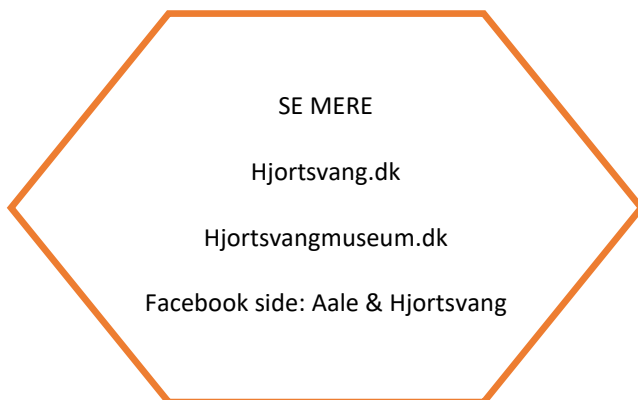 SE MERE
Hjortsvang.dk
Hjortsvangmuseum.dk
Facebook side: Aale & Hjortsvang